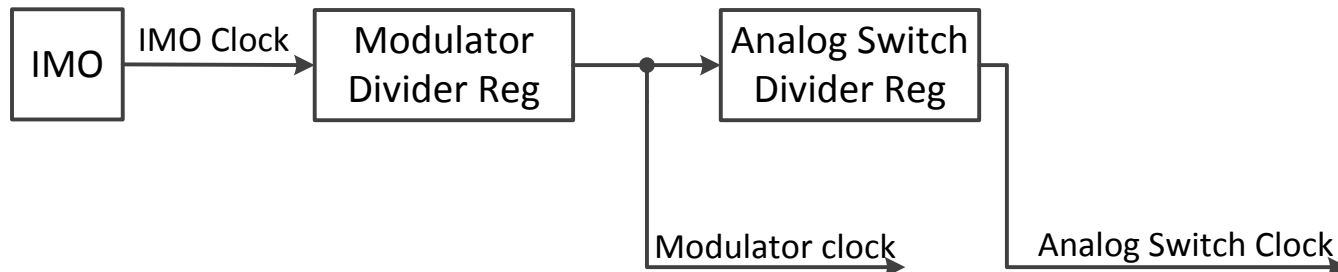 IMO
IMO Clock
Modulator
Divider Reg
Analog Switch
Divider Reg
Modulator clock
Analog Switch Clock